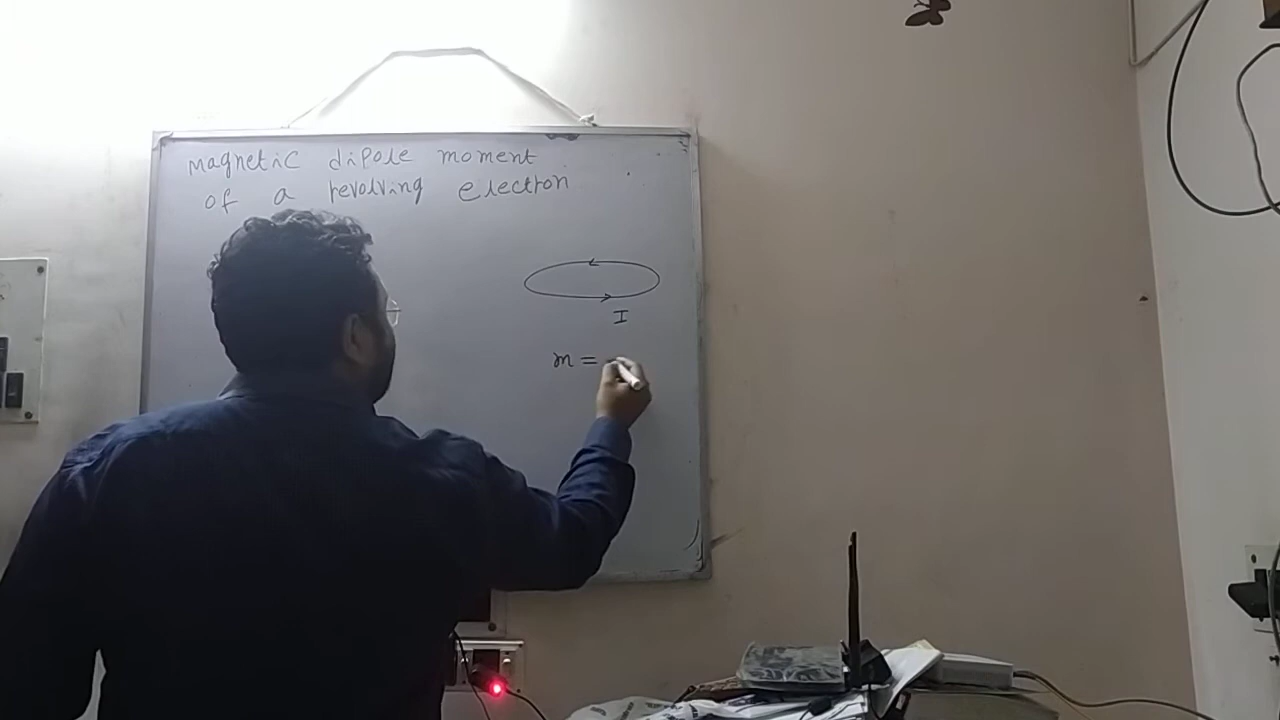 Magnetic dipole moment
of a revolving electron
I
m =